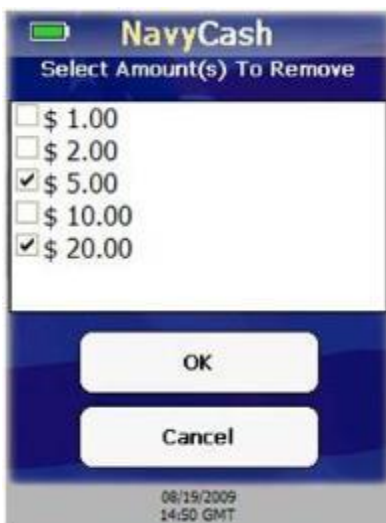 NavyCash
Select Amount(s) To Remove
$ 1.00
$ 2.00
$ 5.00
$ 10.00
$ 20.00
OK
Cancel
08/19/2009
14:50 GMT